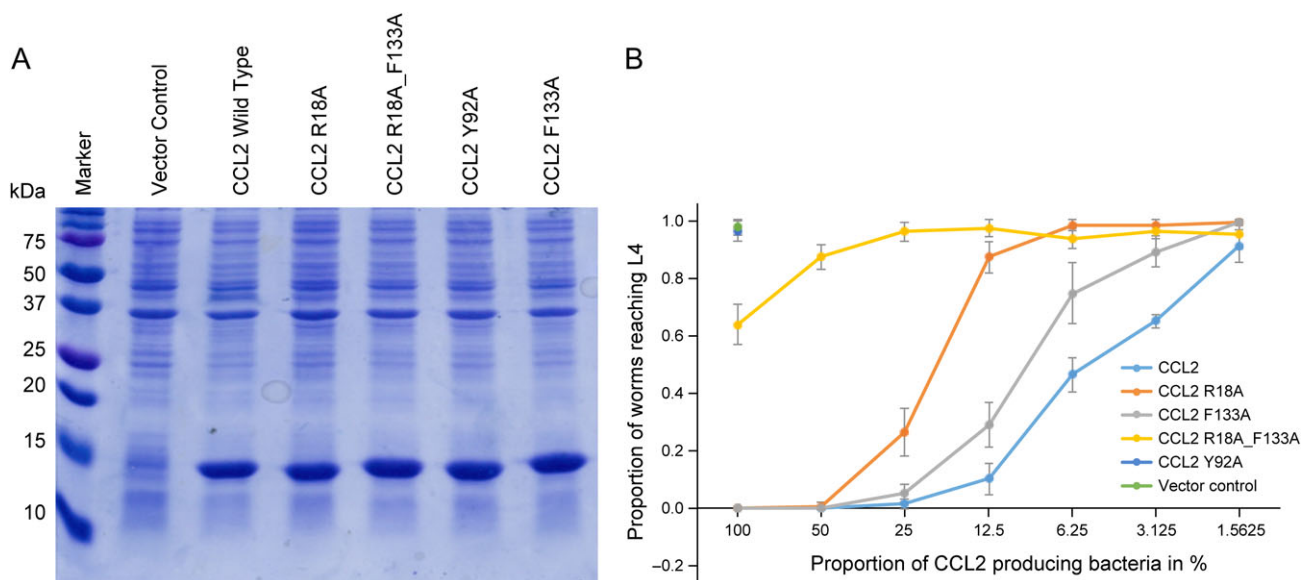 A
kDa
Marker
Vector Control
CCL2 Wild Type
CCL2 R18A
CCL2 R18A_F133A
CCL2 Y92A
CCL2 F133A
75
50
37
25
20
15
10
B
Proportion of worms reaching L4
1.0
0.8
0.6
0.4
0.2
0.0
–0.2
100
50
25
12.5
6.25
3.125
1.5625
Proportion of CCL2 producing bacteria in %
CCL2
CCL2 R18A
CCL2 F133A
CCL2 R18A_F133A
CCL2 Y92A
Vector control